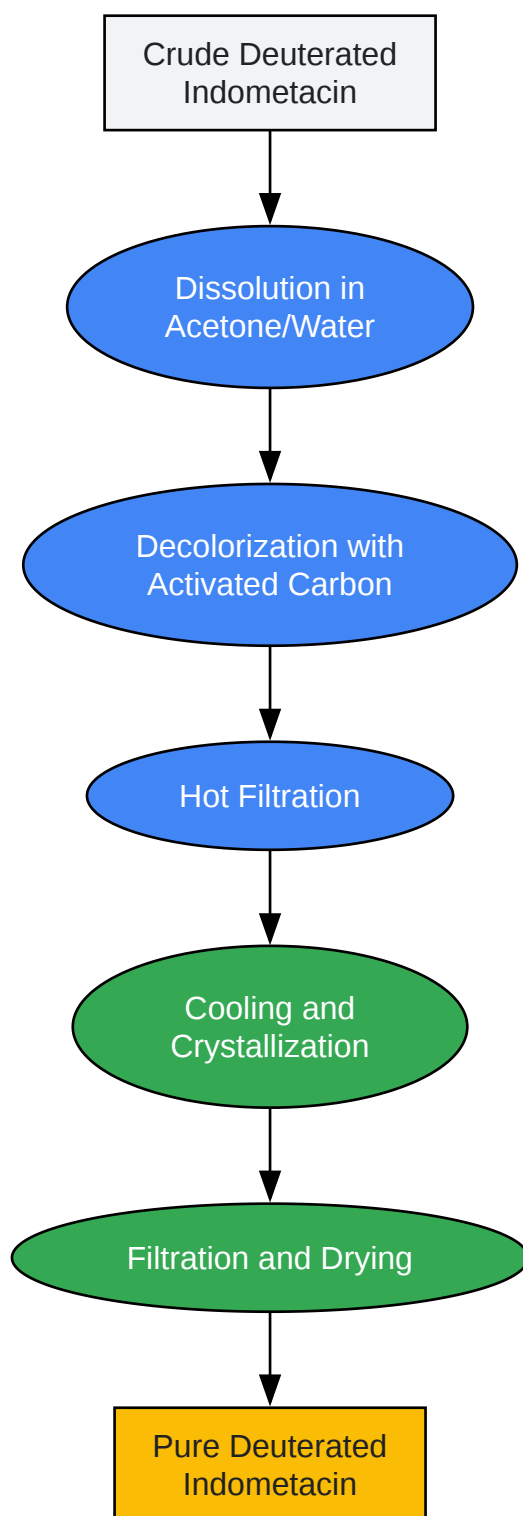 Crude Deuterated
Indometacin
Dissolution in
Acetone/Water
Decolorization with
Activated Carbon
Hot Filtration
Cooling and
Crystallization
Filtration and Drying
Pure Deuterated
Indometacin